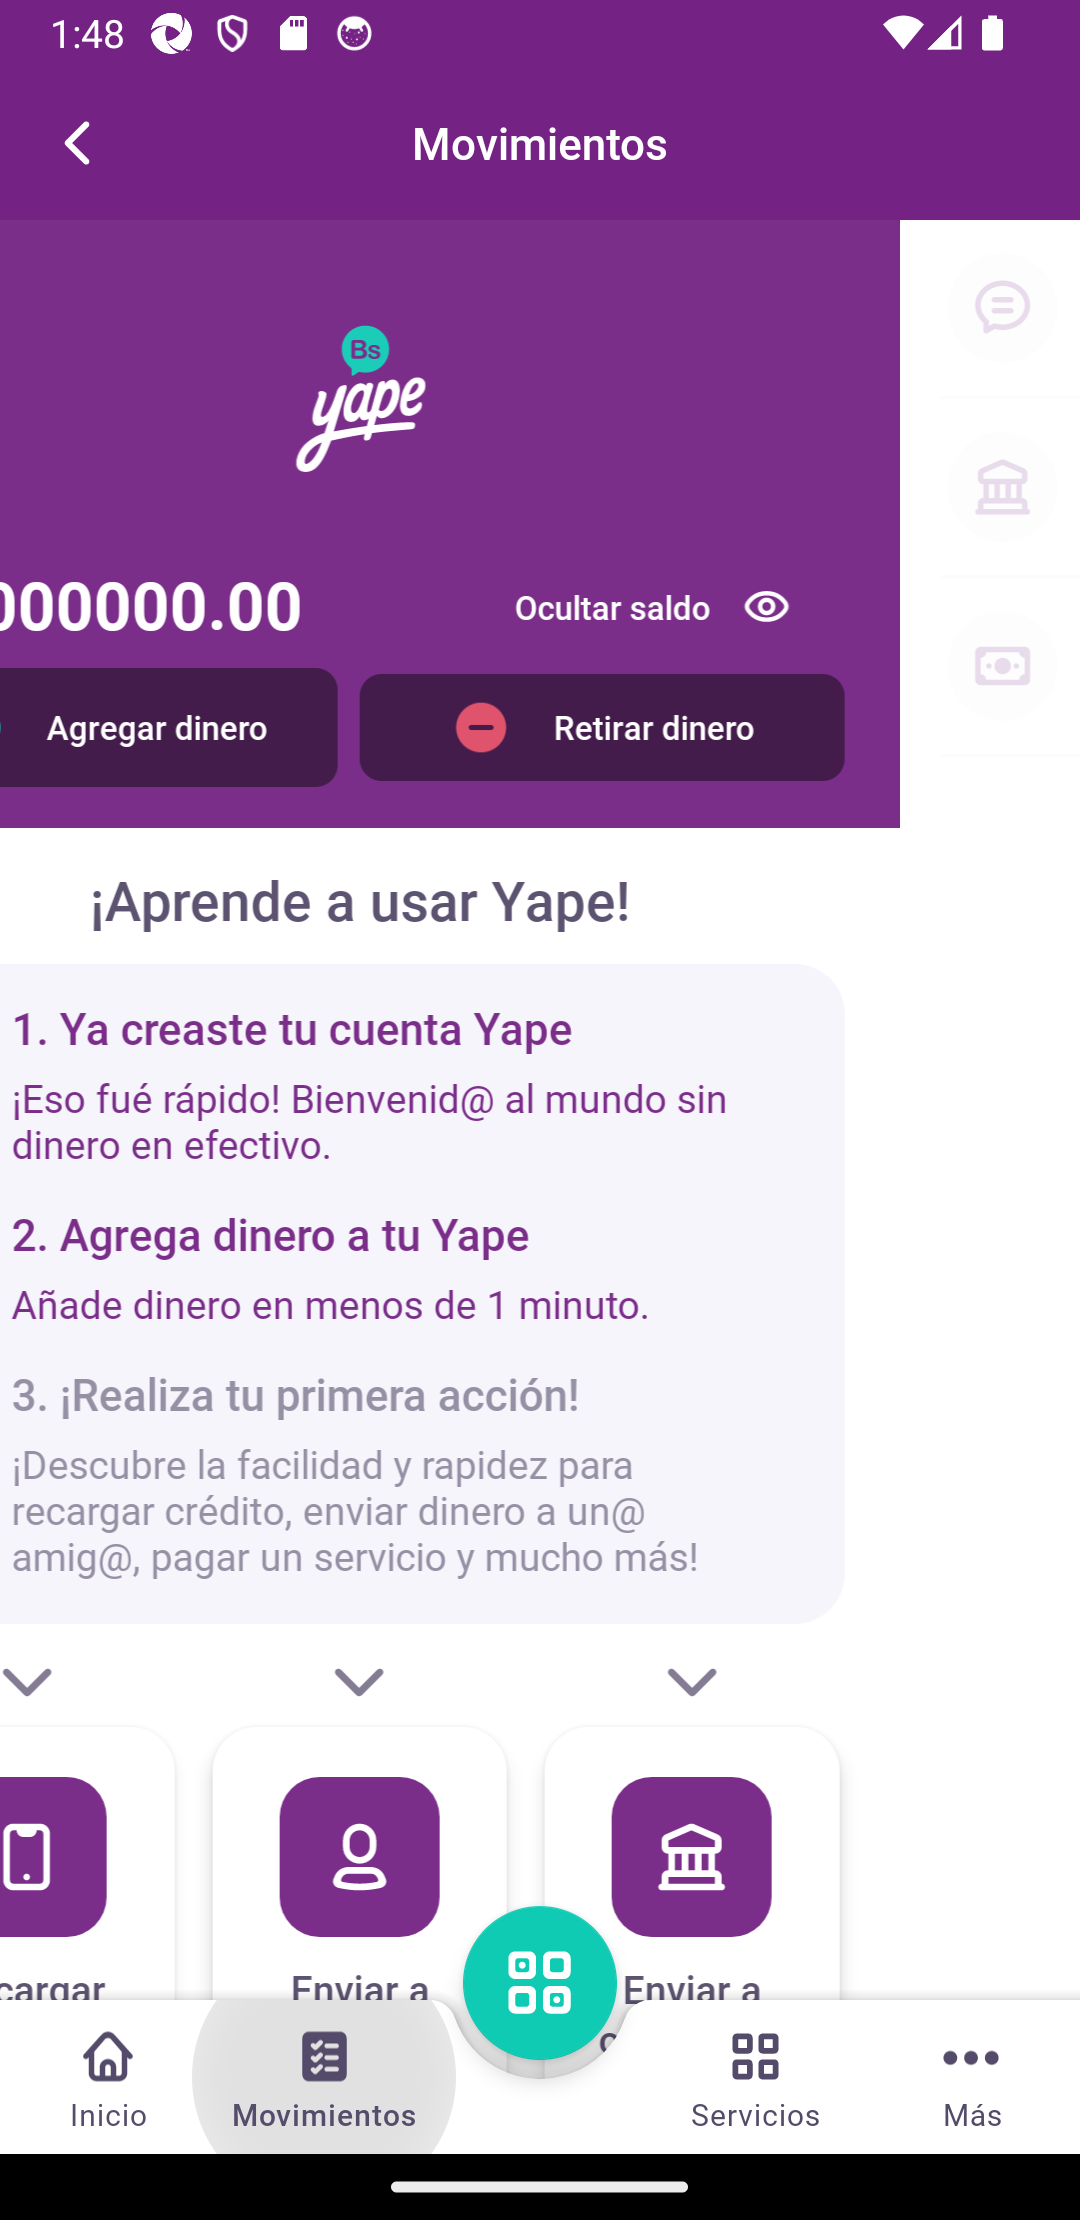 1:48
Movimientos
Bs
yape
000000.00
Ocultar saldo
Agregar dinero
Retirar dinero
¡Aprende a usar Yape!
1. Ya creaste tu cuenta Yape
¡Eso fué rápido! Bienvenid@ al mundo sin
dinero en efectivo.
2. Agrega dinero a tu Yape
Añade dinero en menos de 1 minuto.
3. ¡Realiza tu primera acción!
¡Descubre la facilidad y rapidez para
recargar crédito, enviar dinero a un@
amig@, pagar un servicio y mucho más!
cargar
Enviar a
Enviar a
Inicio
Movimientos
Servicios
Más